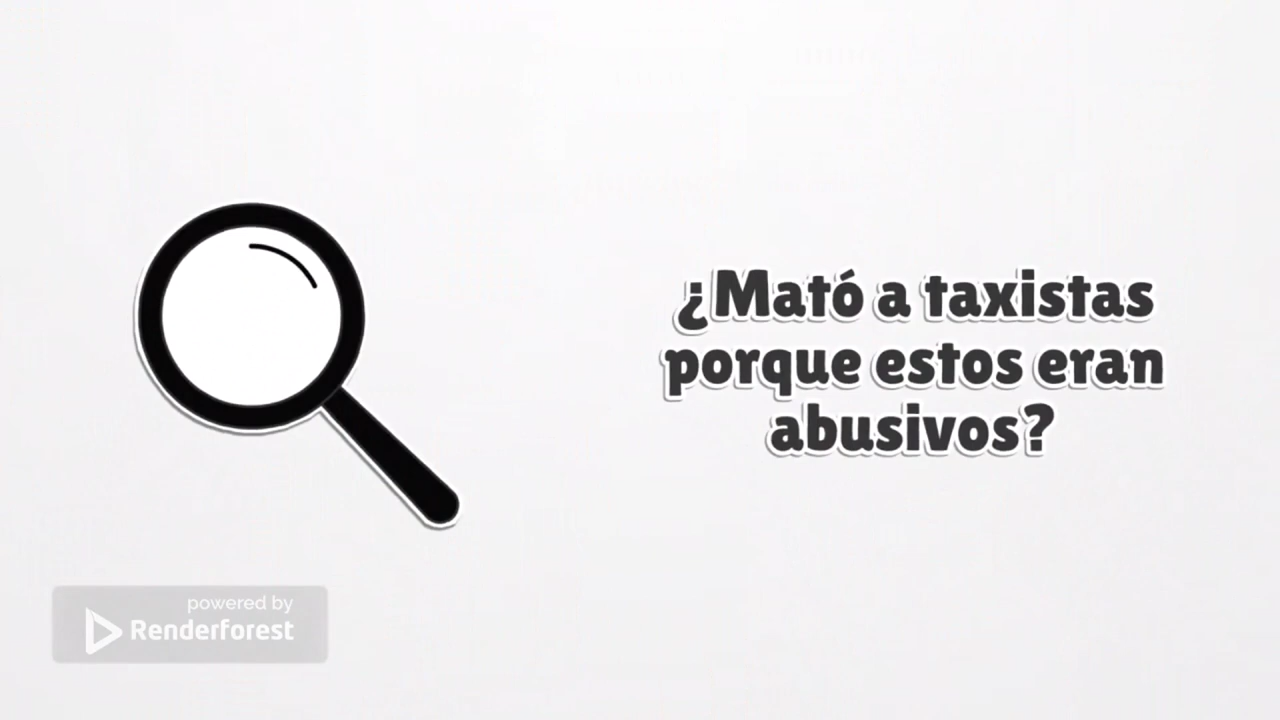 ¿Mató a taxistas
porque estos eran
abusivos?
powered by
Renderforest